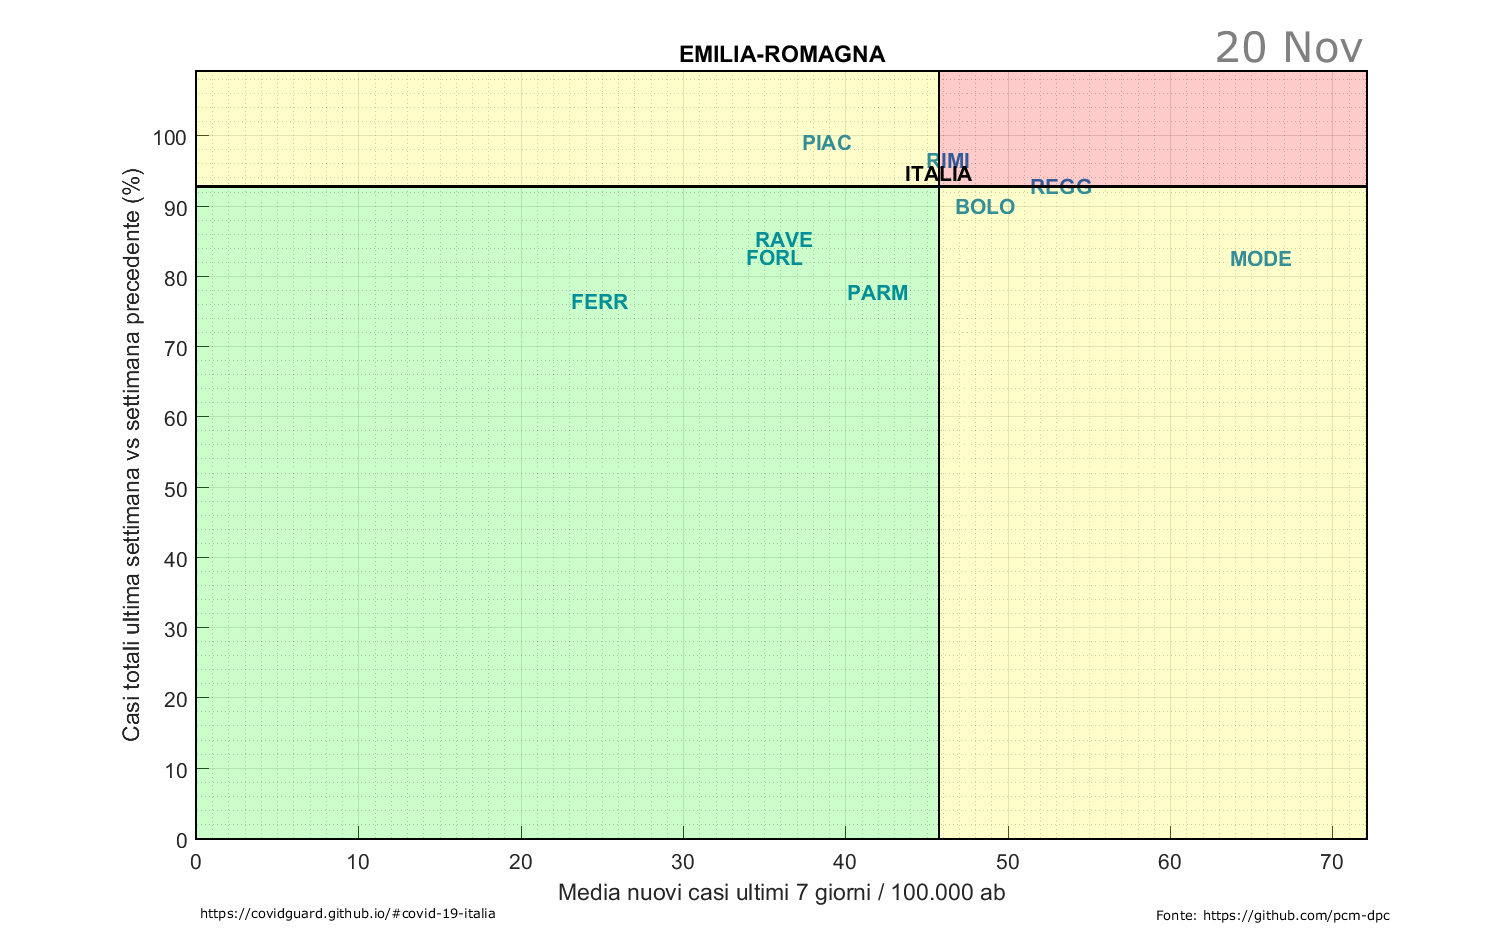 20 Nov
EMILIA-ROMAGNA
100
90
80
70
60
50
40
30
20
10
0
Casi totali ultima settimana vs settimana precedente (%)
PIAC
RIMI
ITALIA
REGG
BOLO
RAVE
FORL
MODE
PARM
FERR
0 10 20 30 40 50 60 70
Media nuovi casi ultimi 7 giorni / 100.000 ab
https://covidguard.github.io/#covid-19-italia
Fonte: https://github.com/pcm-dpc